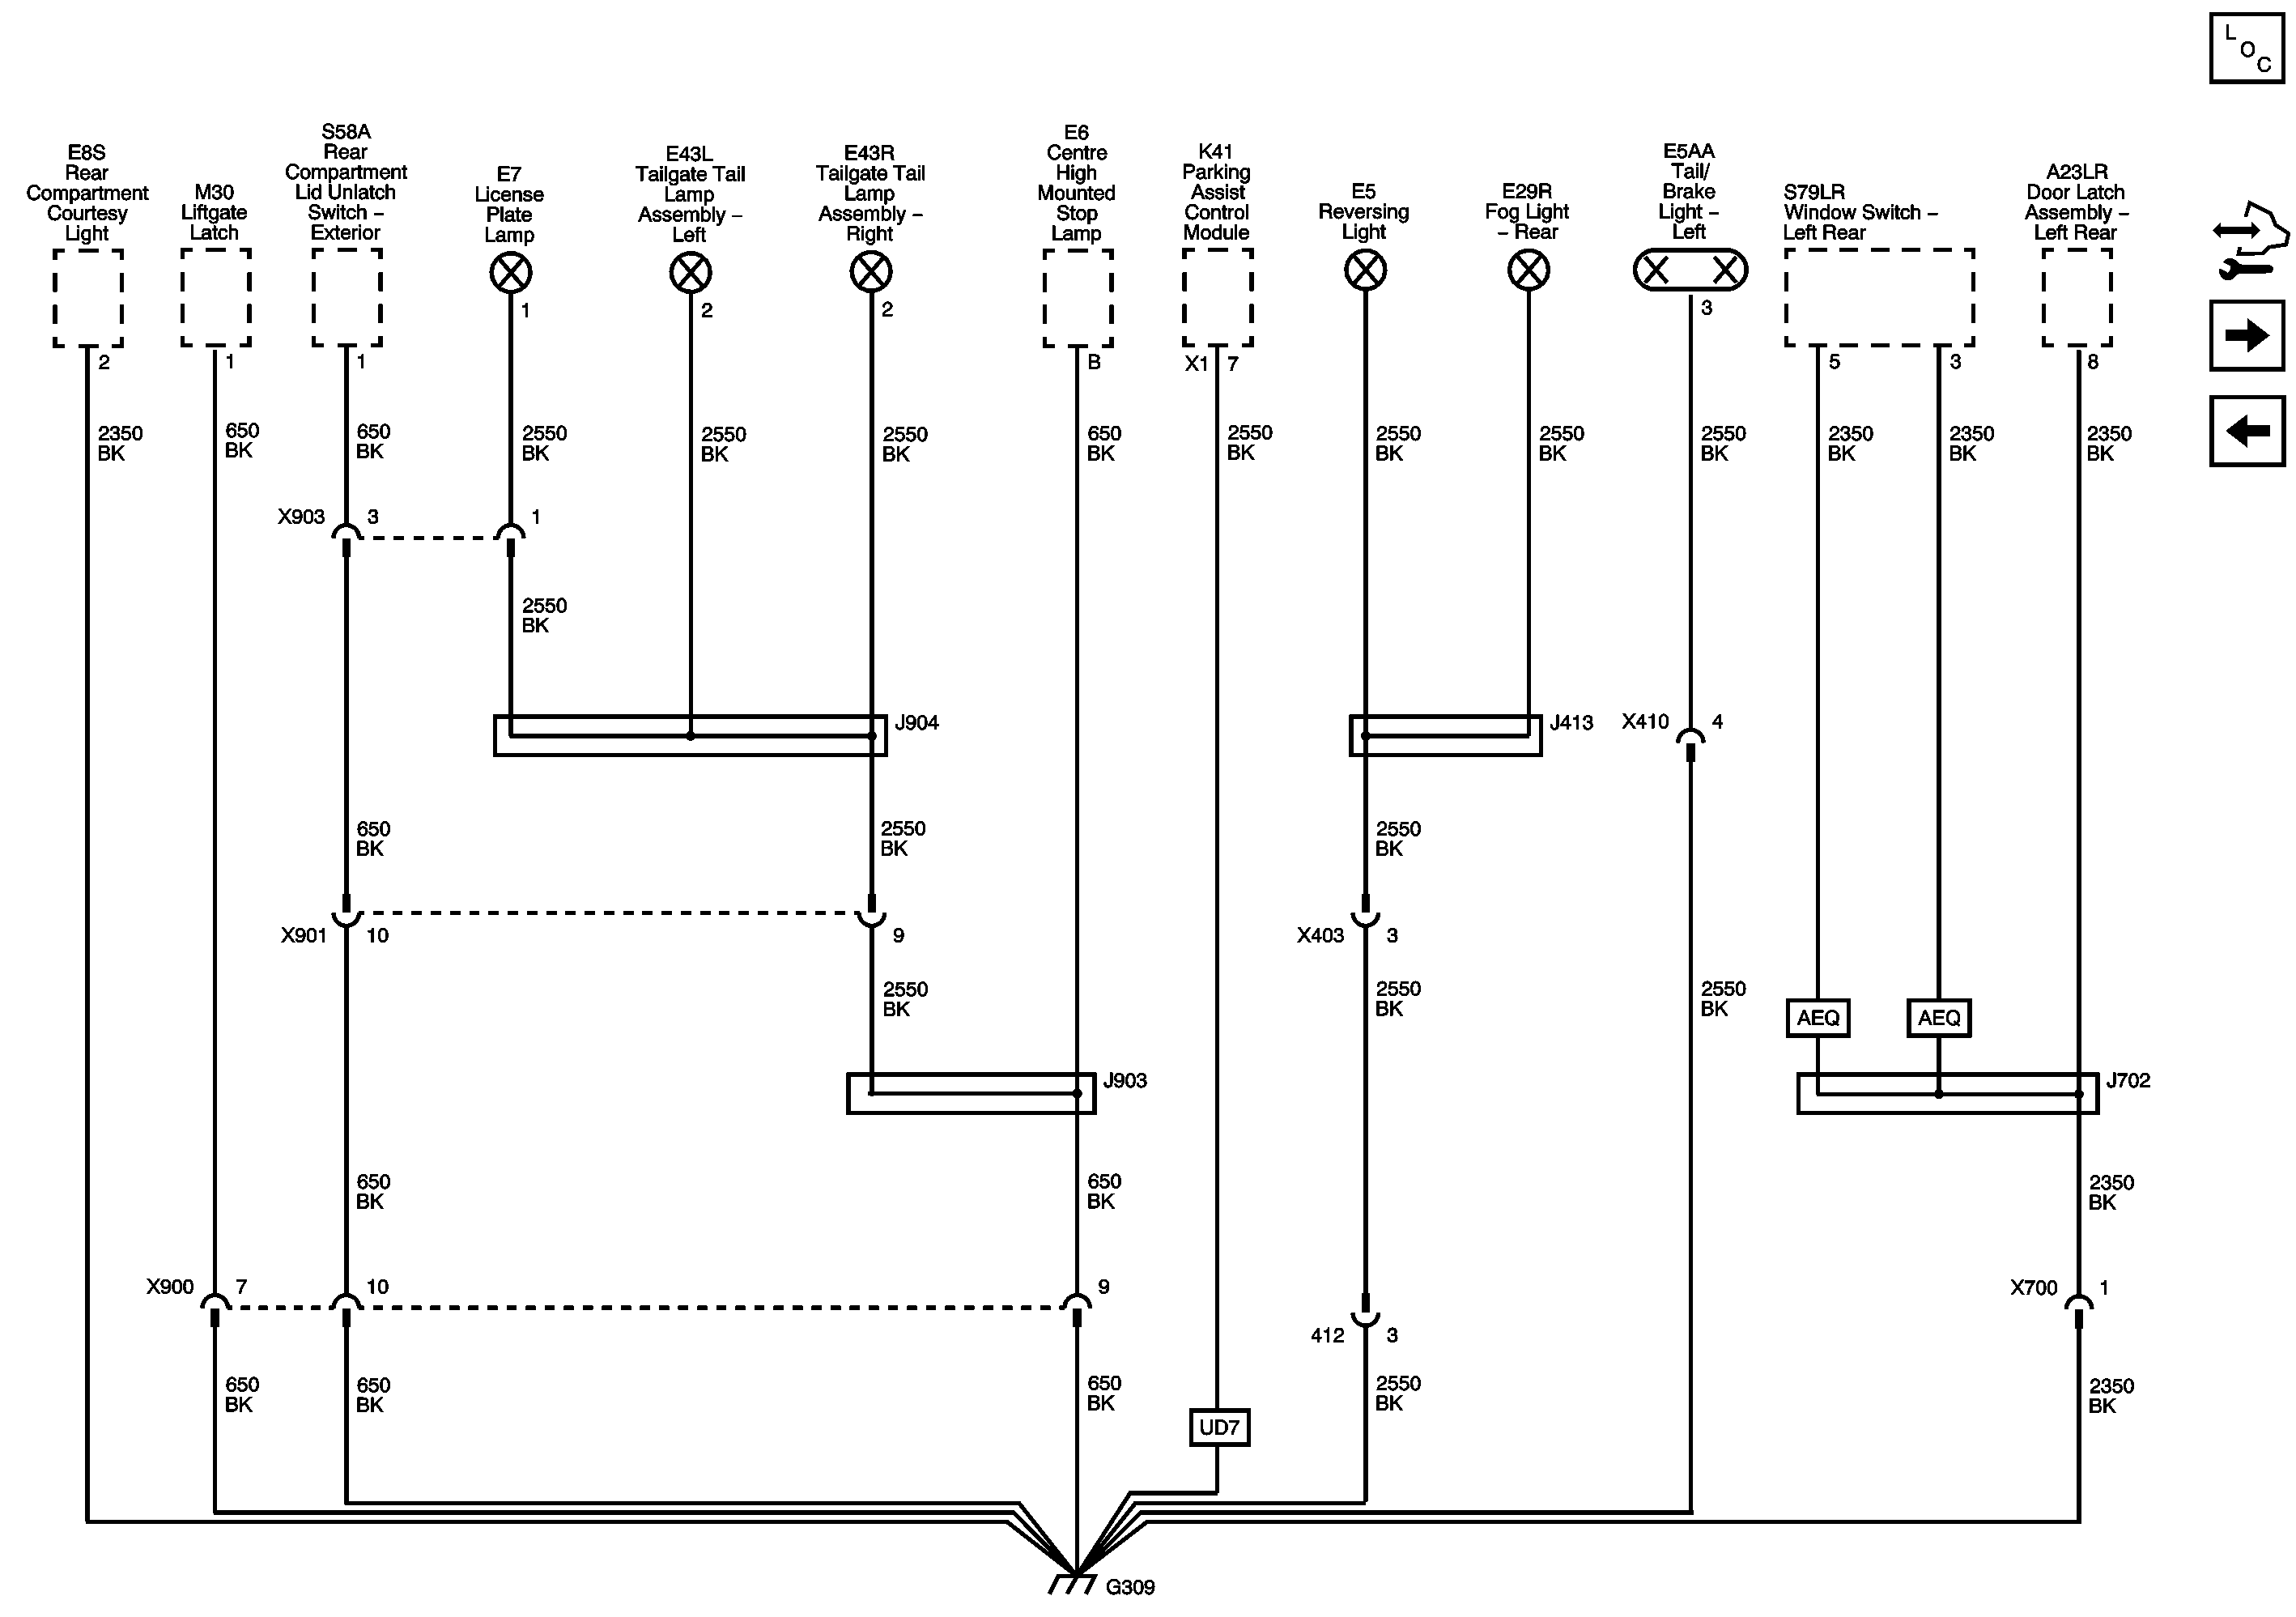 L
O
C
E8S
Rear
Compartment
Courtesy
Light
M30
Liftgate
Latch
S58A
Rear
Compartment
Lid Unlatch
Switch –
Exterior
E7
License
Plate
Lamp
E43L
Tailgate Tail
Lamp
Assembly –
Left
E43R
Tailgate Tail
Lamp
Assembly –
Right
E6
Centre
High
Mounted
Stop
Lamp
K41
Parking
Assist
Control
Module
E5
Reversing
Light
E29R
Fog Light
– Rear
E5AA
Tail/
Brake
Light –
Left
S79LR
Window Switch –
Left Rear
A23LR
Door Latch
Assembly –
Left Rear
1
2
2
3
2
1
1
B
X1 7
5
3
8
2350
BK
650
BK
650
BK
2550
BK
2550
BK
2550
BK
650
BK
2550
BK
2550
BK
2550
BK
2550
BK
2350
BK
2350
BK
2350
BK
X903 3
1
2550
BK
J904
J413
X410 4
650
BK
2550
BK
2550
BK
X901 10
9
X403 3
2550
BK
2550
BK
2550
BK
AEQ
AEQ
J903
J702
650
BK
650
BK
2350
BK
X900 7
10
9
X700 1
412 3
650
BK
650
BK
650
BK
2550
BK
2350
BK
UD7
G309